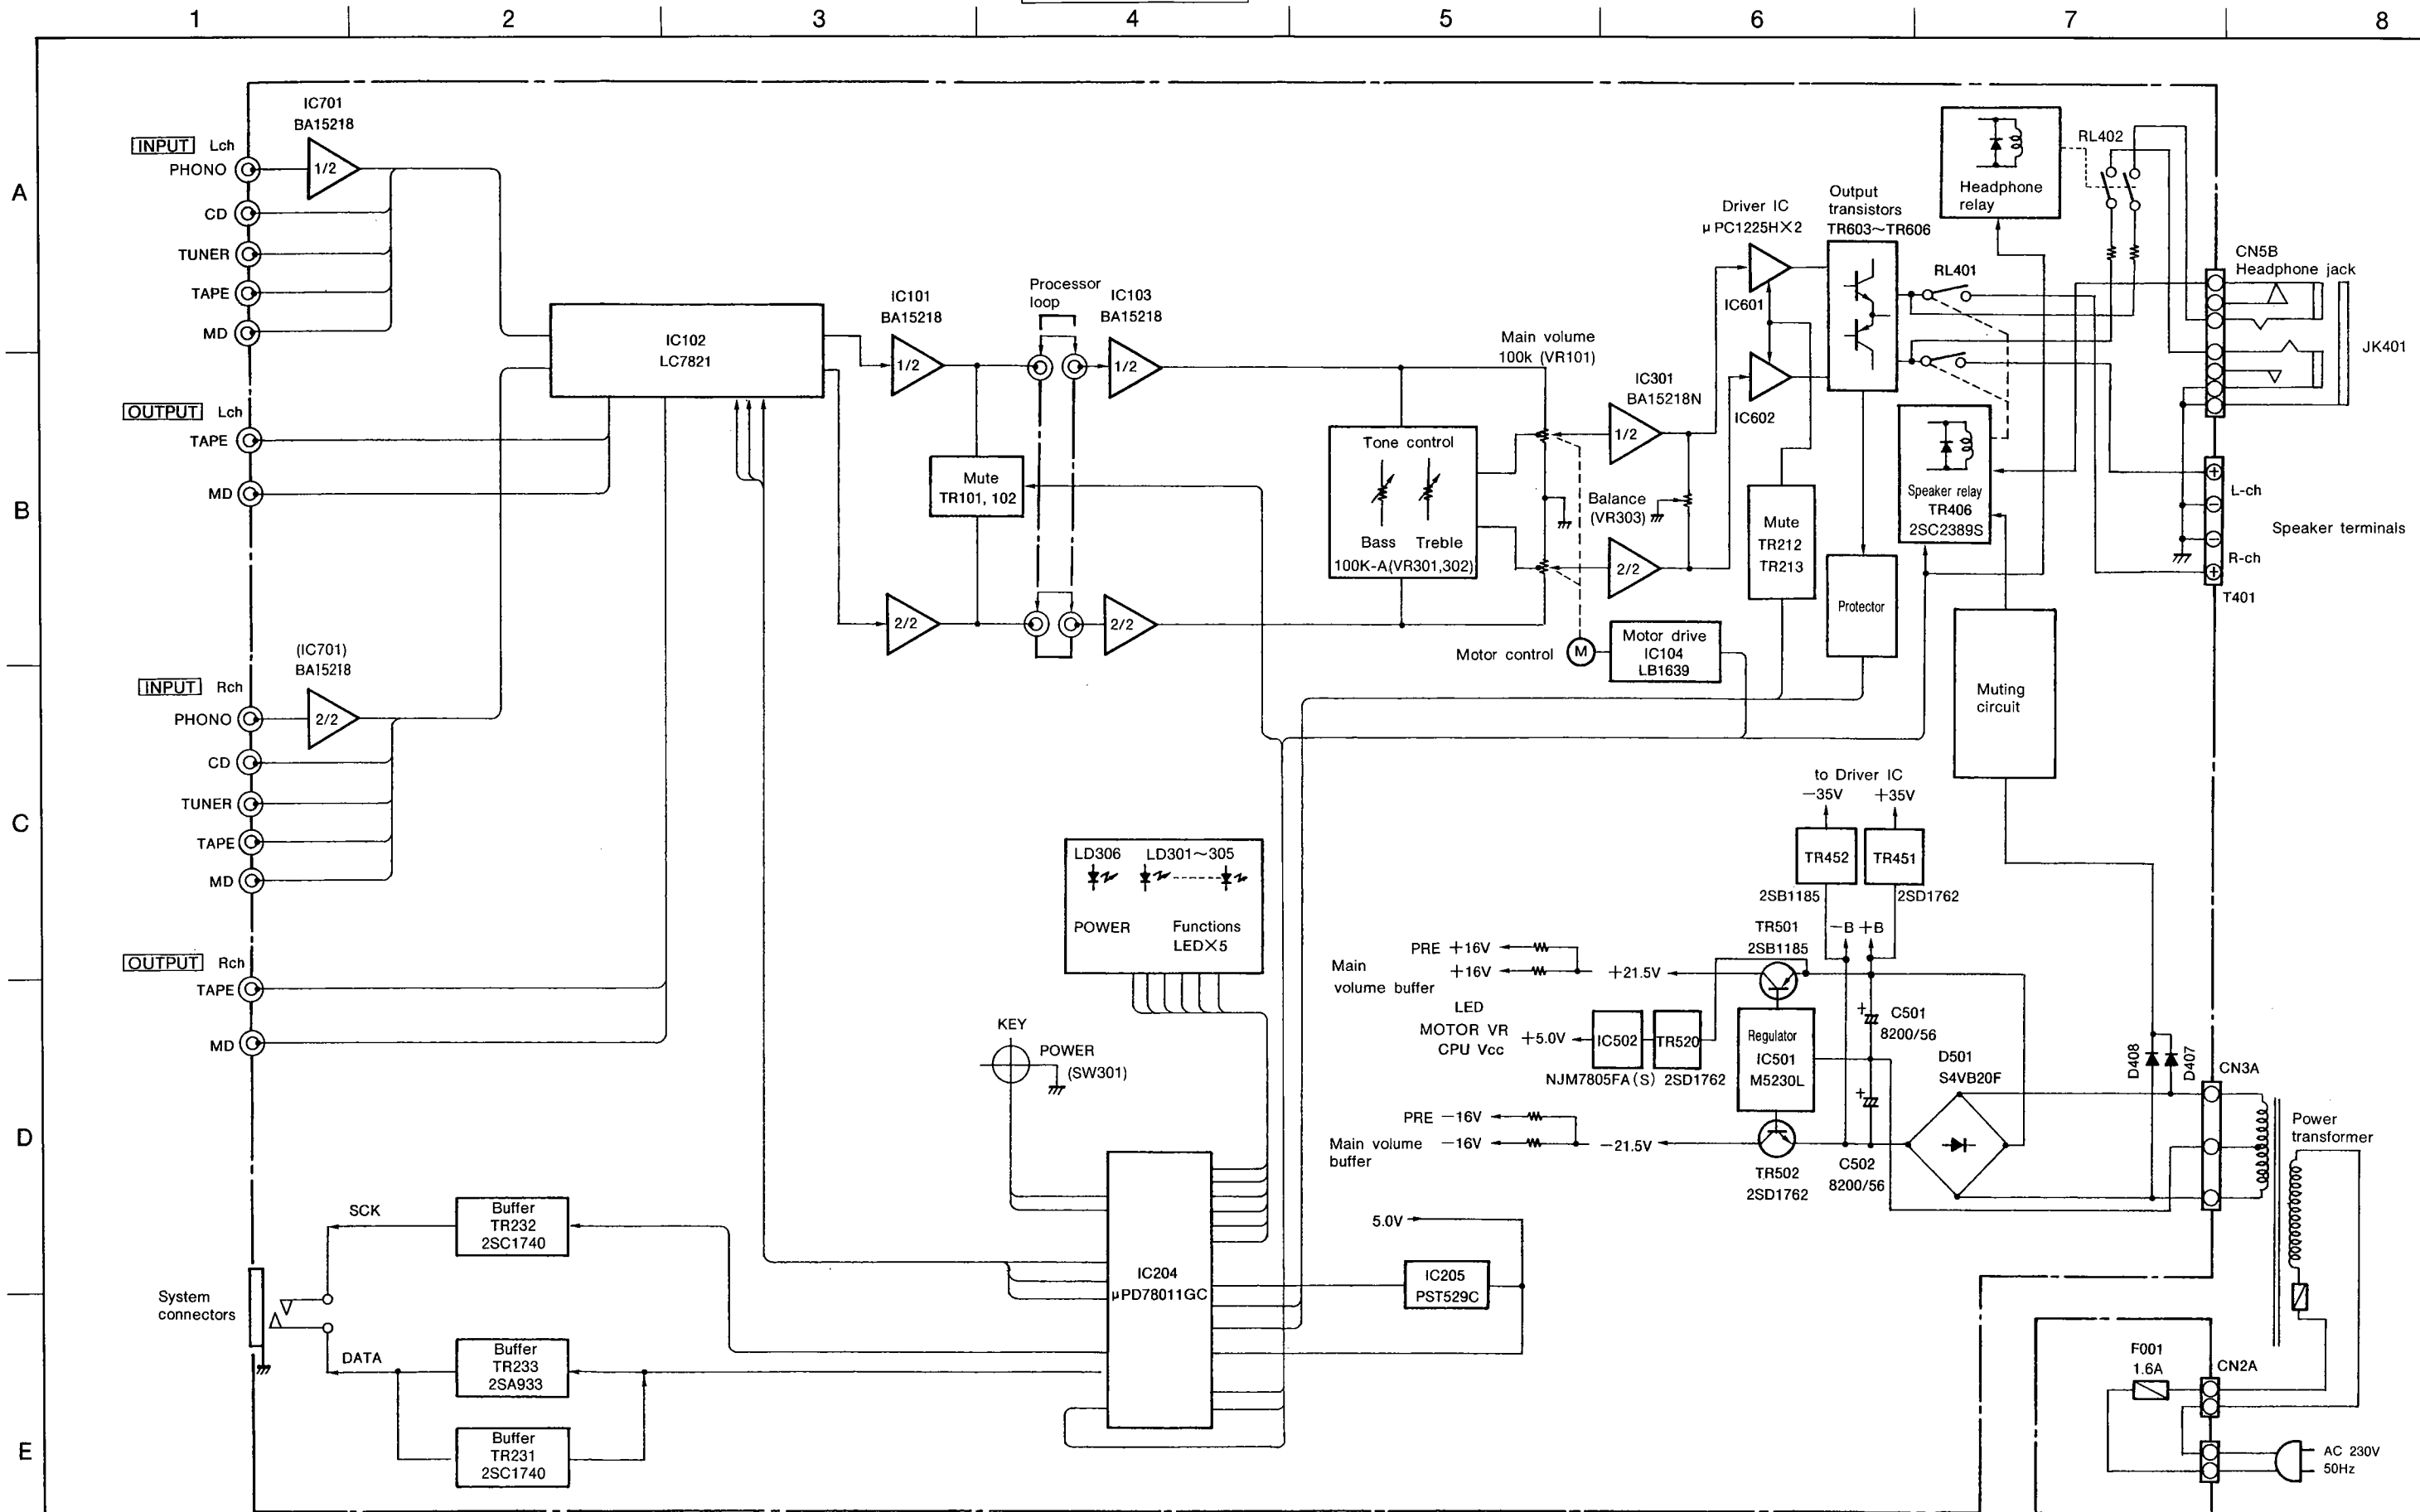 1 2 3 4 5 6 7 8
A
B
C
D
E
IC701
BA15218
INPUT Lch
PHONO
1/2
CD
TUNER
TAPE
MD
OUTPUT Lch
TAPE
MD
(IC701)
BA15218
INPUT Rch
PHONO
2/2
CD
TUNER
TAPE
MD
OUTPUT Rch
TAPE
MD
IC102
LC7821
IC101
BA15218
1/2
2/2
Mute
TR101, 102
Processor
loop
IC103
BA15218
1/2
2/2
Tone control
Bass Treble
100K-A(VR301,302)
Main volume
100k (VR101)
IC301
BA15218N
1/2
2/2
Balance
(VR303)
Motor control
M
Motor drive
IC104
LB1639
Driver IC
μPC1225H×2
IC601
IC602
Mute
TR212
TR213
Output
transistors
TR603~TR606
Protector
Headphone
relay
RL402
RL401
Speaker relay
TR406
2SC2389S
Muting
circuit
CN5B
Headphone jack
JK401
L-ch
R-ch
Speaker terminals
T401
to Driver IC
−35V +35V
TR452
TR451
2SB1185
2SD1762
TR501
2SB1185
−B +B
PRE +16V
Main
volume buffer
+16V
+21.5V
LED
MOTOR VR
CPU Vcc
+5.0V
IC502
TR520
NJM7805FA(S) 2SD1762
Regulator
IC501
M5230L
C501
8200/56
D501
S4VB20F
D408
D407
CN3A
Power
transformer
PRE −16V
Main volume
buffer
−16V
−21.5V
TR502
2SD1762
C502
8200/56
LD306 LD301~305
POWER Functions
LED×5
KEY
POWER
(SW301)
IC204
μPD78011GC
5.0V
IC205
PST529C
SCK
Buffer
TR232
2SC1740
System
connectors
DATA
Buffer
TR233
2SA933
Buffer
TR231
2SC1740
F001
1.6A
CN2A
AC 230V
50Hz